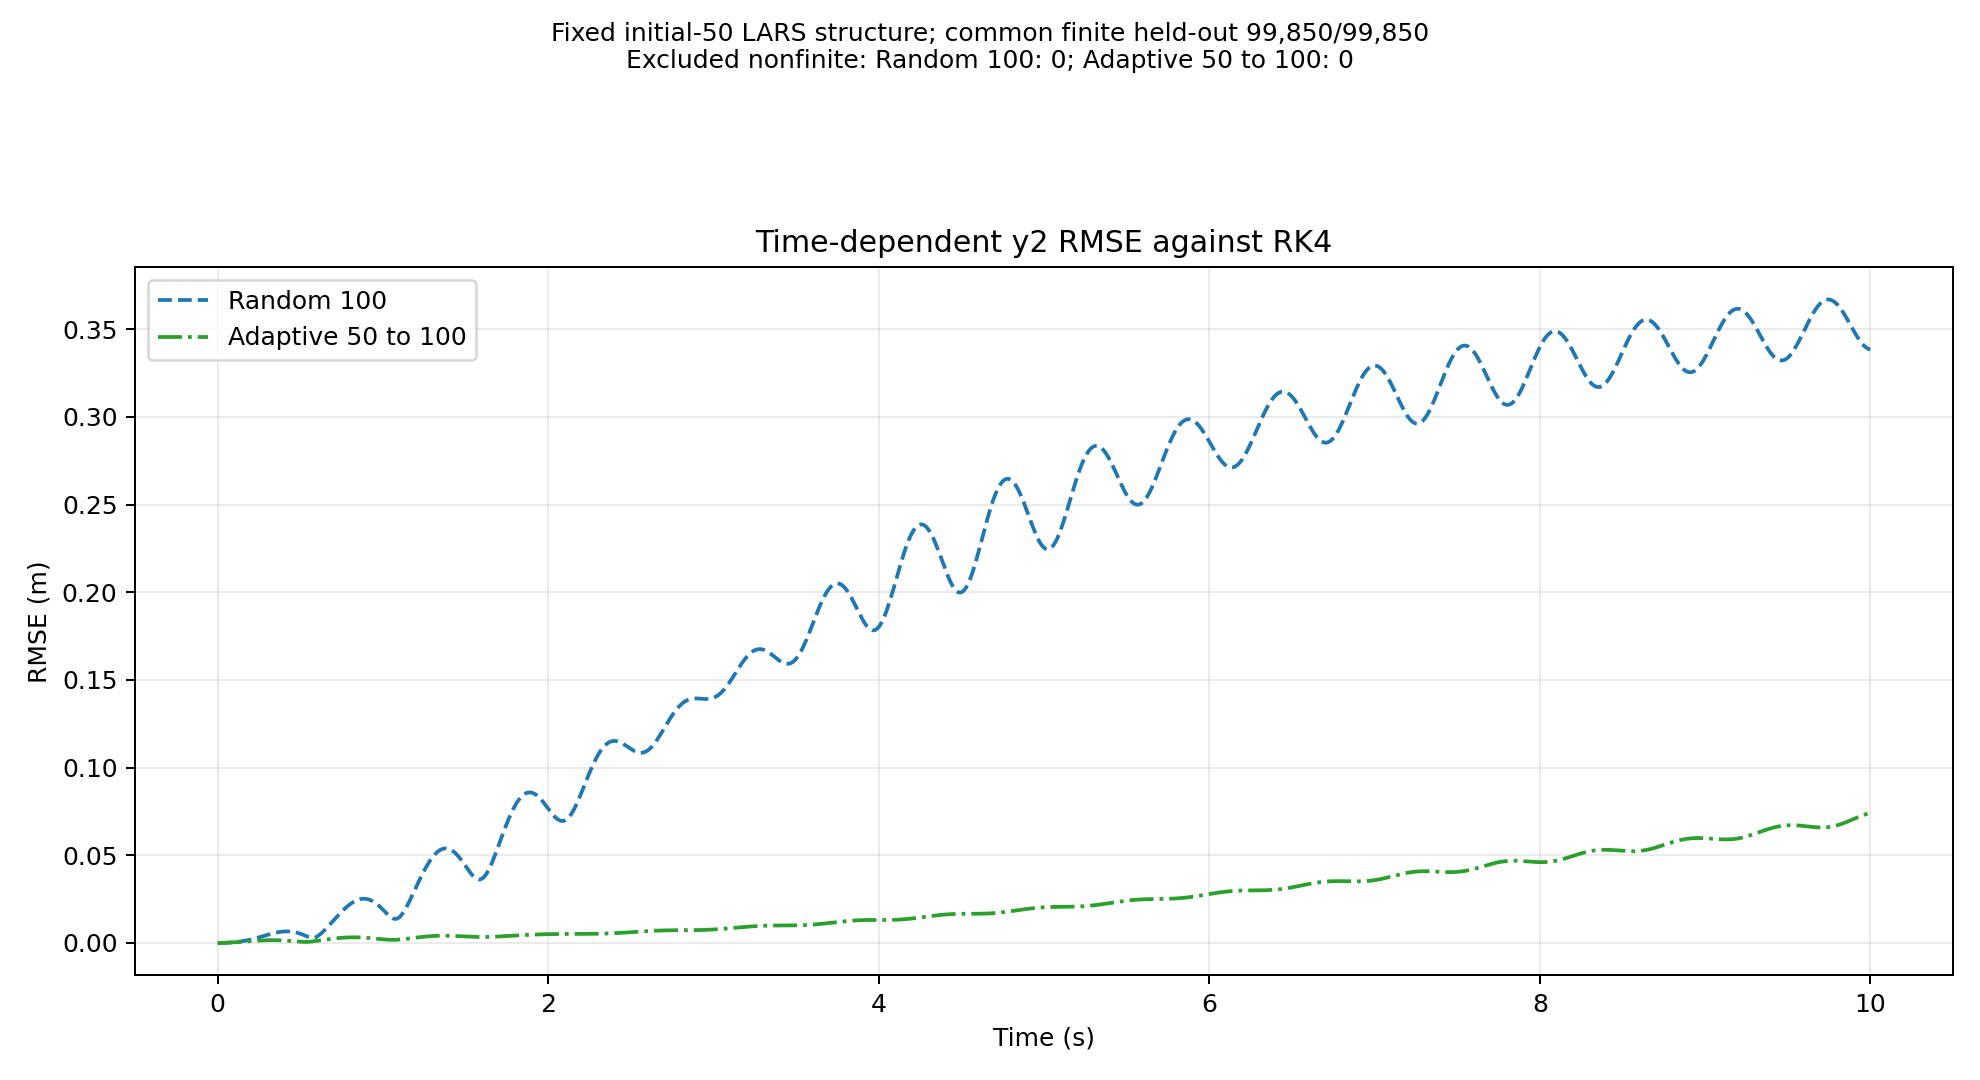 Fixed initial-50 LARS structure; common finite held-out 99,850/99,850
Excluded nonfinite: Random 100: 0; Adaptive 50 to 100: 0
Time-dependent y2 RMSE against RK4
Random 100
Adaptive 50 to 100
RMSE (m)
0.35
0.30
0.25
0.20
0.15
0.10
0.05
0.00
0
2
4
6
8
10
Time (s)